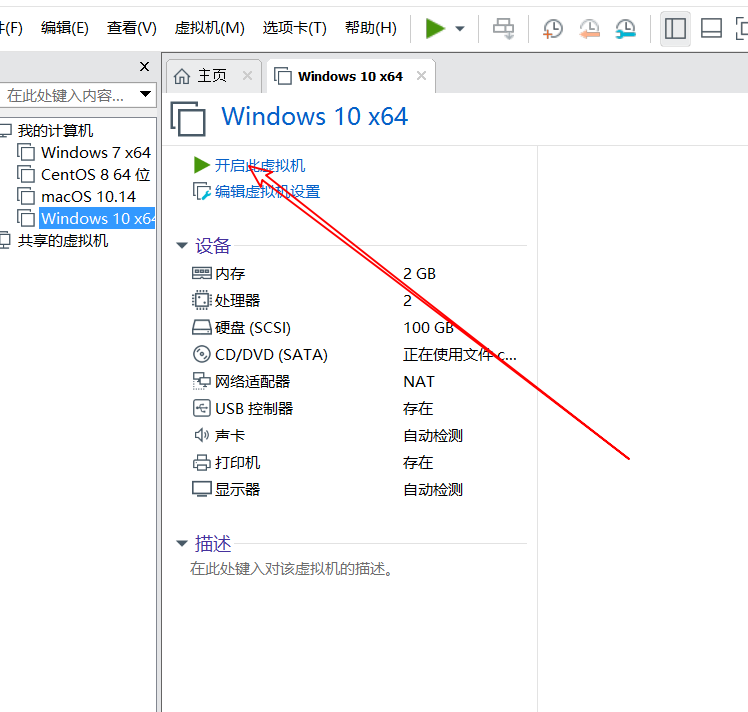 件(F) 编辑(E) 查看(V) 虚拟机(M) 选项卡(T) 帮助(H)
在此处键入内容...
主页
Windows 10 x64
我的计算机
Windows 7 x64
CentOS 8 64 位
macOS 10.14
Windows 10 x64
共享的虚拟机
Windows 10 x64
开启此虚拟机
编辑虚拟机设置
设备
内存 2 GB
处理器 2
硬盘 (SCSI) 100 GB
CD/DVD (SATA) 正在使用文件 c...
网络适配器 NAT
USB 控制器 存在
声卡 自动检测
打印机 存在
显示器 自动检测
描述
在此处键入对该虚拟机的描述。